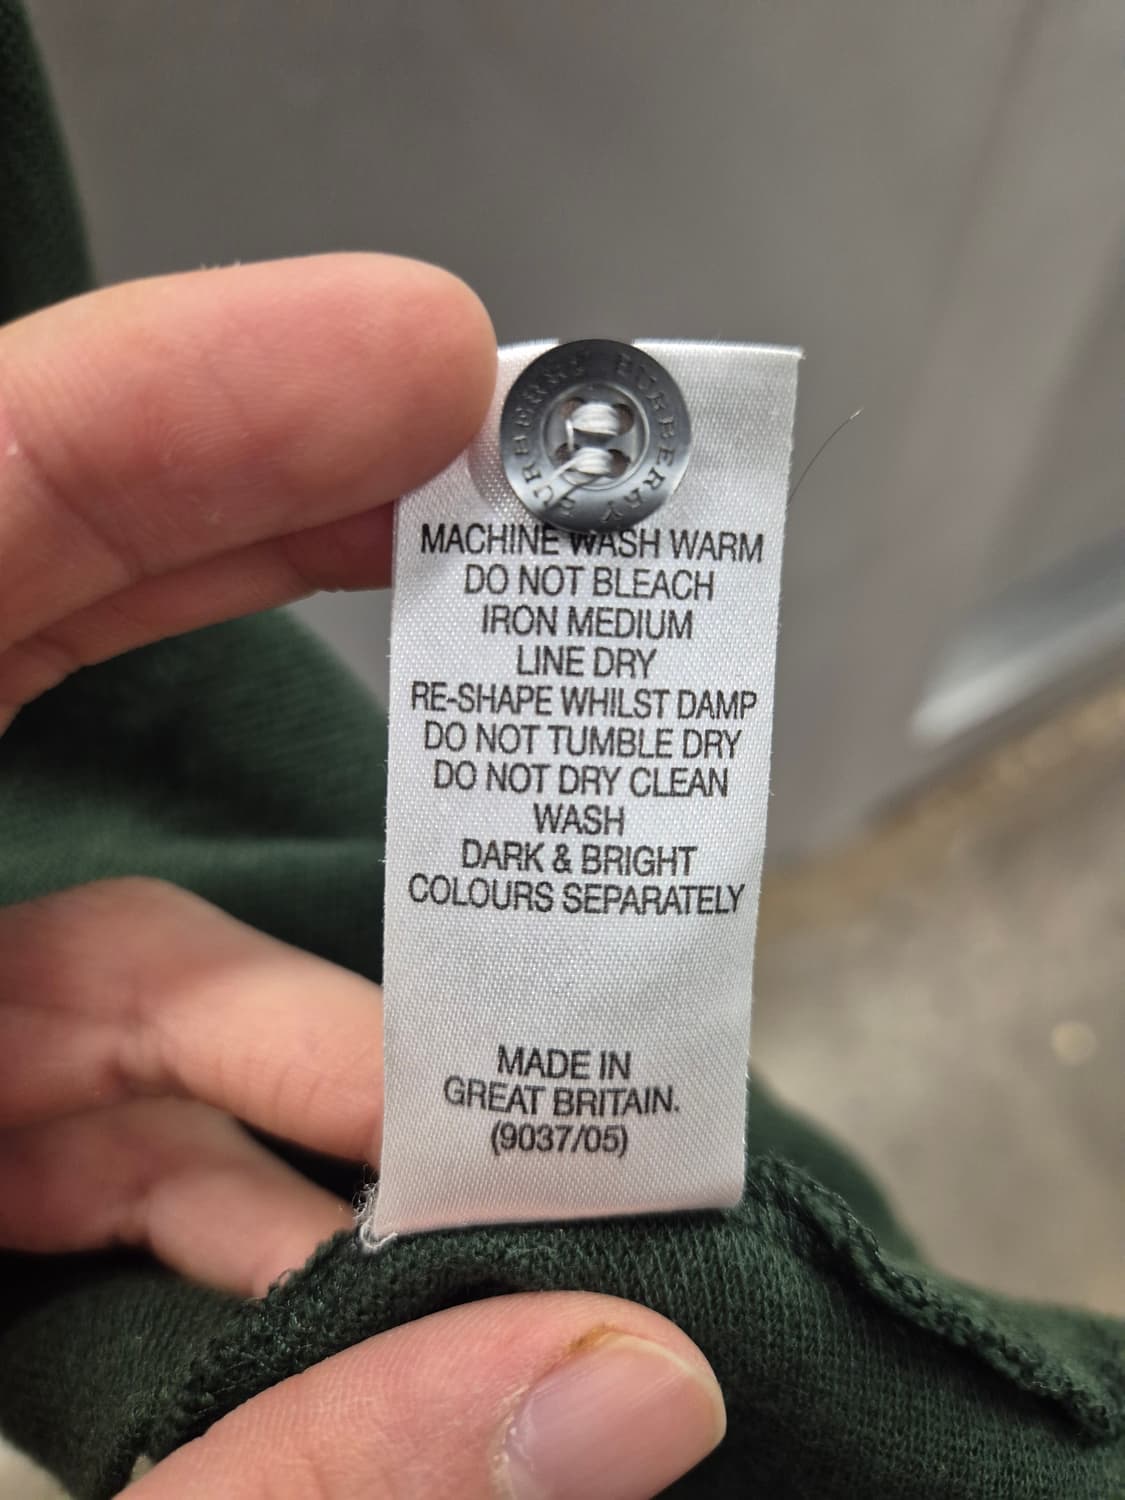 BURBERRY BURBERRY
MACHINE WASH WARM
DO NOT BLEACH
IRON MEDIUM
LINE DRY
RE-SHAPE WHILST DAMP
DO NOT TUMBLE DRY
DO NOT DRY CLEAN
WASH
DARK & BRIGHT
COLOURS SEPARATELY
MADE IN
GREAT BRITAIN.
(9037/05)